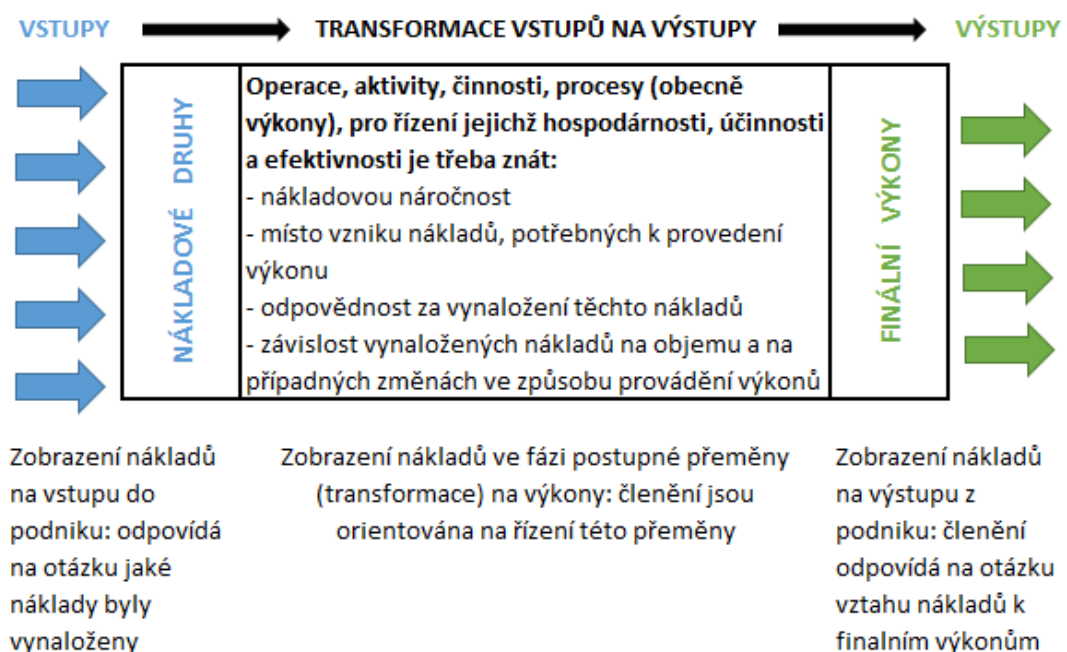 VSTUPY
TRANSFORMACE VSTUPŮ NA VÝSTUPY
VÝSTUPY
NÁKLADOVÉ DRUHY
Operace, aktivity, činnosti, procesy (obecně
výkony), pro řízení jejichž hospodárnosti, účinnosti
a efektivnosti je třeba znát:
- nákladovou náročnost
- místo vzniku nákladů, potřebných k provedení
výkonu
- odpovědnost za vynaložení těchto nákladů
- závislost vynaložených nákladů na objemu a na
případných změnách ve způsobu provádění výkonů
FINÁLNÍ VÝKONY
Zobrazení nákladů
na vstupu do
podniku: odpovídá
na otázku jaké
náklady byly
vynaloženy
Zobrazení nákladů ve fázi postupné přeměny
(transformace) na výkony: členění jsou
orientována na řízení této přeměny
Zobrazení nákladů
na výstupu z
podniku: členění
odpovídá na otázku
vztahu nákladů k
finalním výkonům